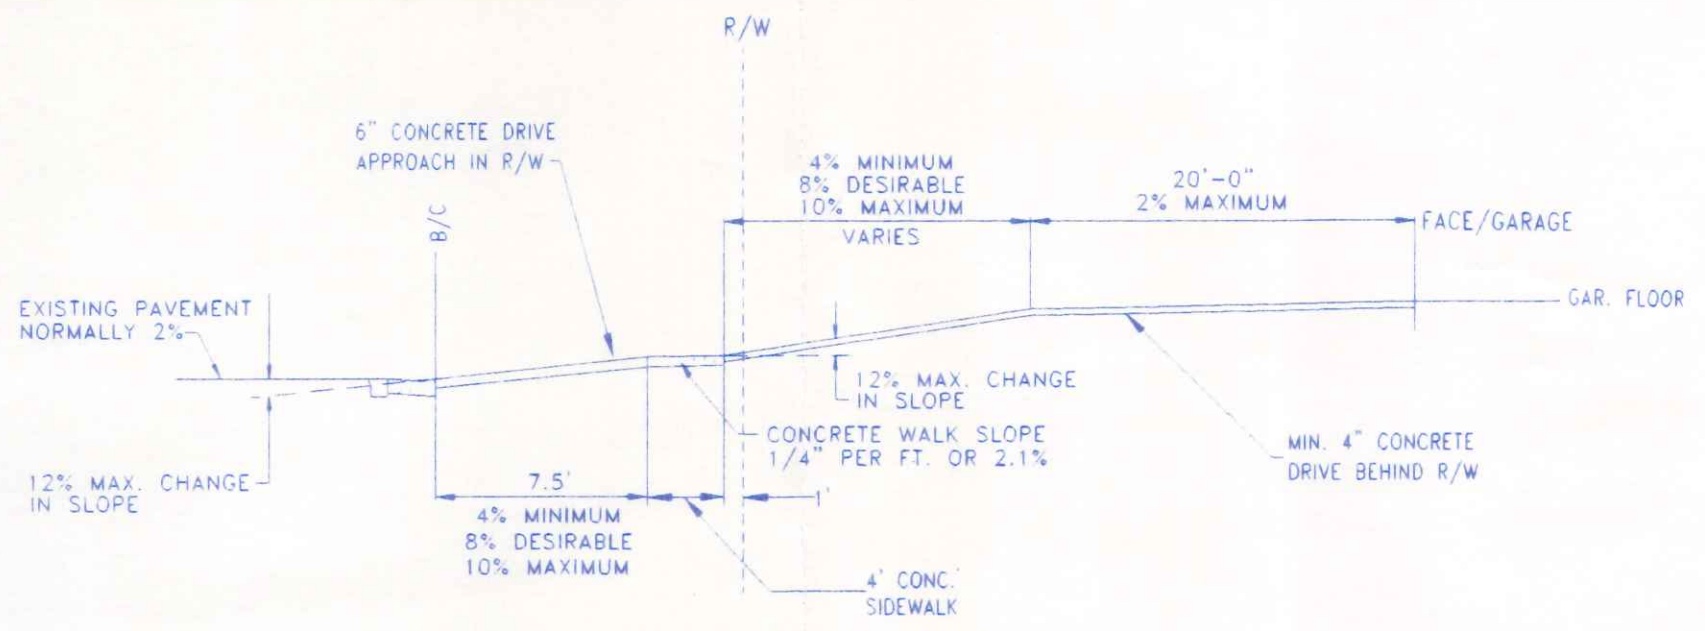 R/W
6" CONCRETE DRIVE
APPROACH IN R/W
4% MINIMUM
8% DESIRABLE
10% MAXIMUM
VARIES
20'-0"
2% MAXIMUM
FACE/GARAGE
B/C
EXISTING PAVEMENT
NORMALLY 2%
GAR. FLOOR
12% MAX. CHANGE
IN SLOPE
CONCRETE WALK SLOPE
1/4" PER FT. OR 2.1%
MIN. 4" CONCRETE
DRIVE BEHIND R/W
12% MAX. CHANGE
IN SLOPE
7.5'
1'
4% MINIMUM
8% DESIRABLE
10% MAXIMUM
4' CONC.
SIDEWALK